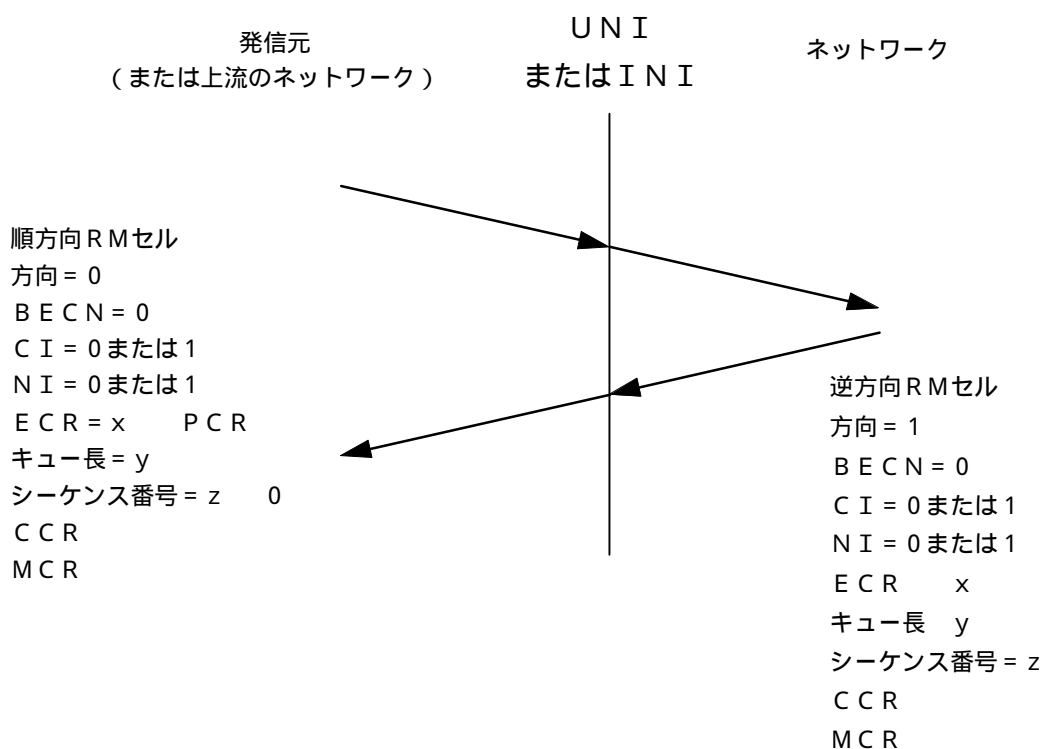 発信元
(または上流のネットワーク)
ＵＮＩ
またはＩＮＩ
ネットワーク
順方向ＲＭセル
方向 = 0
ＢＥＣＮ = 0
ＣＩ = 0または1
ＮＩ = 0または1
ＥＣＲ = x　　ＰＣＲ
キュー長 = y
シーケンス番号 = z　　0
ＣＣＲ
ＭＣＲ
逆方向ＲＭセル
方向 = 1
ＢＥＣＮ = 0
ＣＩ = 0または1
ＮＩ = 0または1
ＥＣＲ　　x
キュー長　y
シーケンス番号 = z
ＣＣＲ
ＭＣＲ